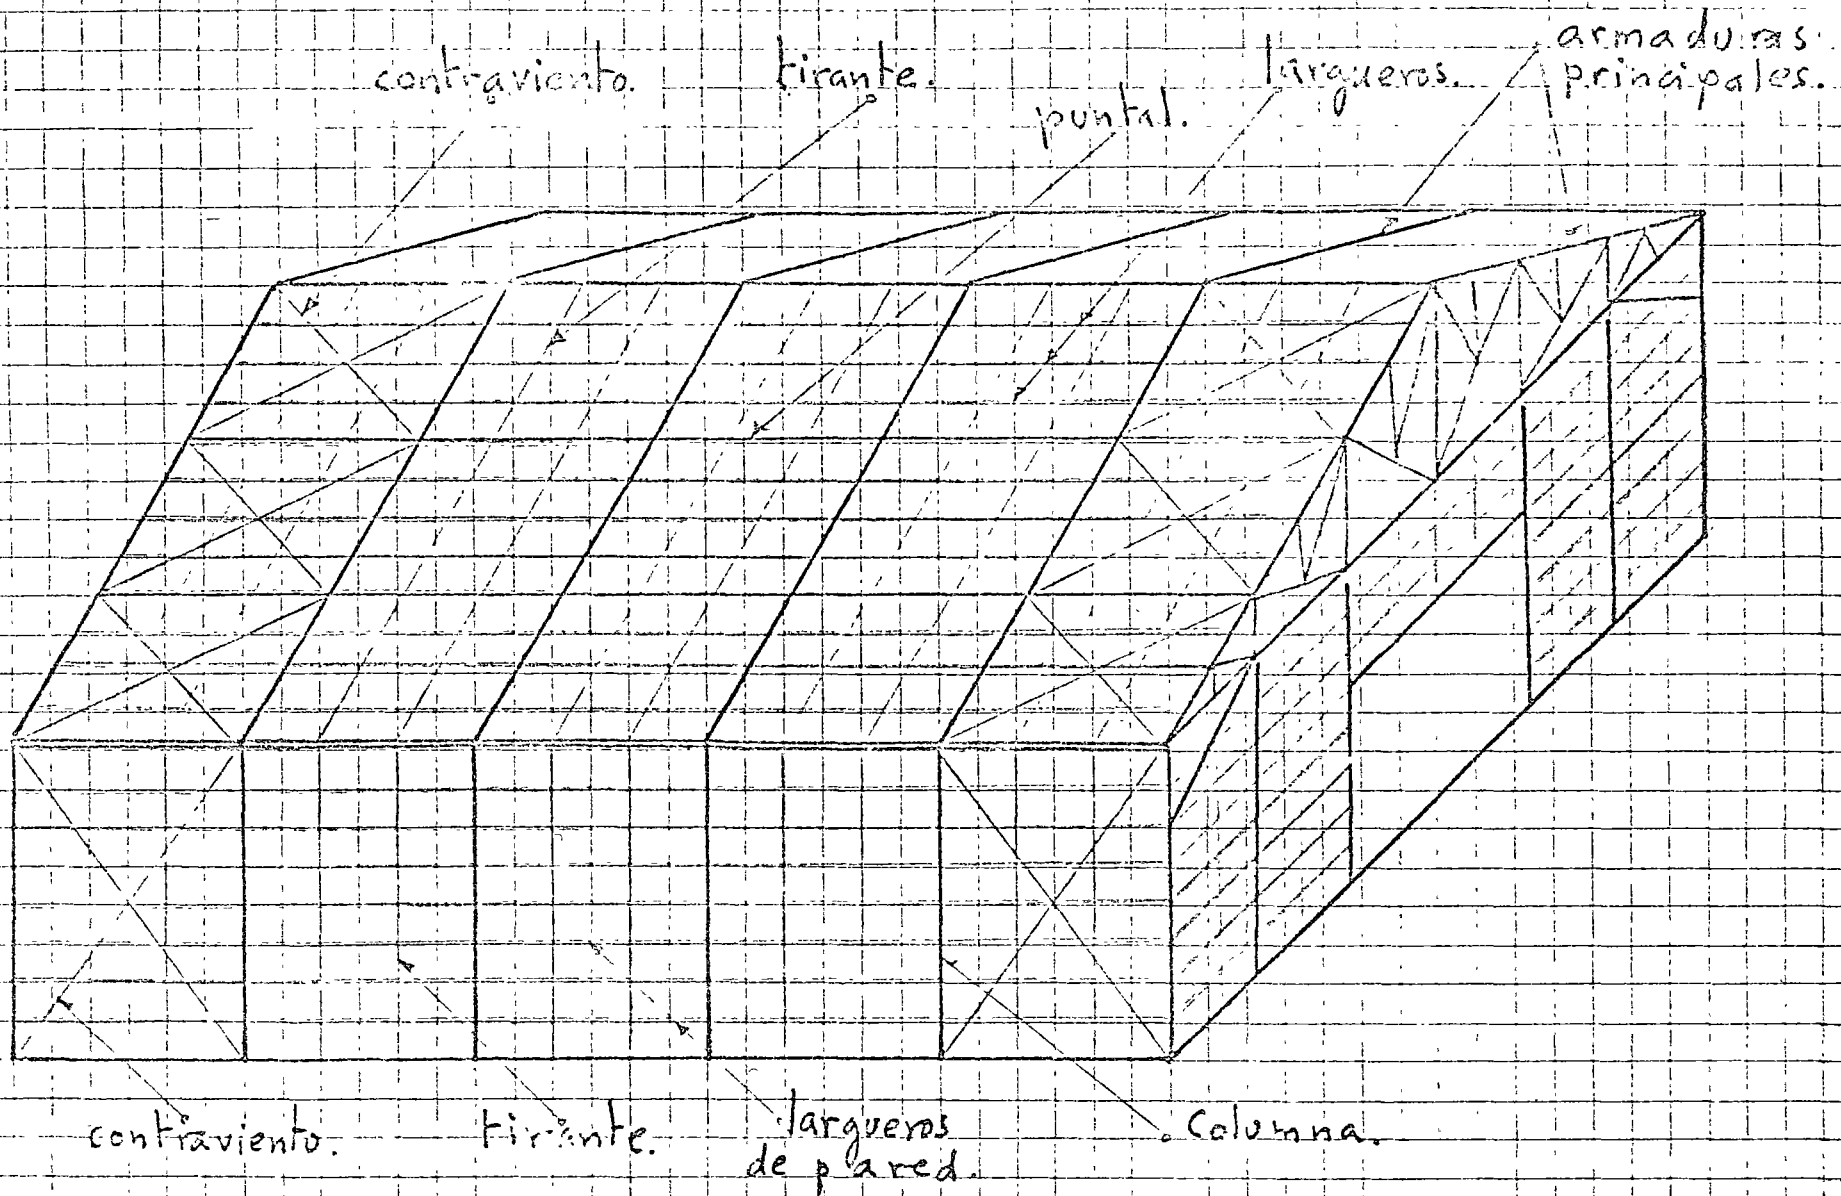 contraviento.
tirante.
puntal.
largueros.
armaduras
principales.
contraviento.
tirante.
largueros
de pared.
Columna.